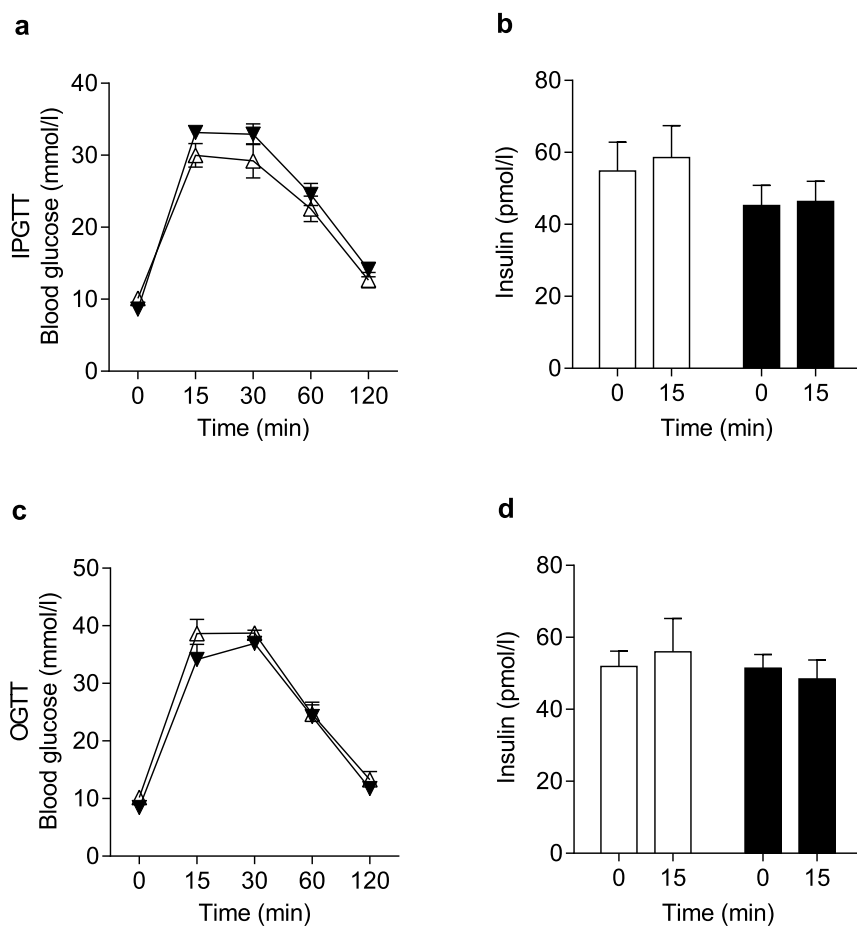 a
IPGTT
Blood glucose (mmol/l)
40
30
20
10
0
0 15 30 60 120
Time (min)
b
Insulin (pmol/l)
80
60
40
20
0
0 15 0 15
Time (min)
c
OGTT
Blood glucose (mmol/l)
50
40
30
20
10
0
0 15 30 60 120
Time (min)
d
Insulin (pmol/l)
80
60
40
20
0
0 15 0 15
Time (min)